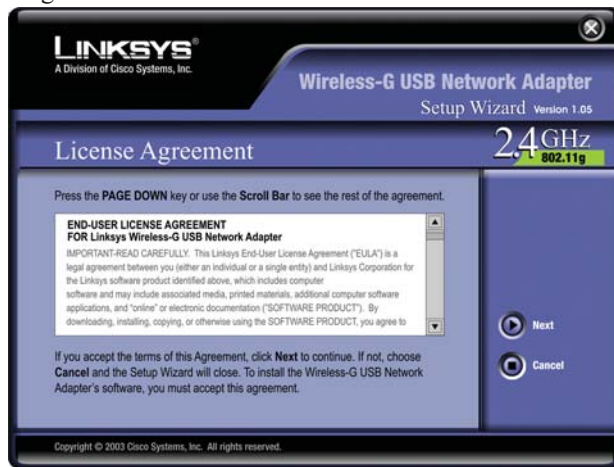 LINKSYS®
A Division of Cisco Systems, Inc.
Wireless-G USB Network Adapter
Setup Wizard Version 1.05
License Agreement
2.4GHz
802.11g
Press the PAGE DOWN key or use the Scroll Bar to see the rest of the agreement.
END-USER LICENSE AGREEMENT
FOR Linksys Wireless-G USB Network Adapter
IMPORTANT-READ CAREFULLY. This Linksys End-User License Agreement ("EULA") is a
legal agreement between you (either an individual or a single entity) and Linksys Corporation for
the Linksys software product identified above, which includes computer
software and may include associated media, printed materials, additional computer software
applications, and "online" or electronic documentation ("SOFTWARE PRODUCT"). By
downloading, installing, copying, or otherwise using the SOFTWARE PRODUCT, you agree to
If you accept the terms of this Agreement, click Next to continue. If not, choose
Cancel and the Setup Wizard will close. To install the Wireless-G USB Network
Adapter's software, you must accept this agreement.
Next
Cancel
Copyright © 2003 Cisco Systems, Inc. All rights reserved.